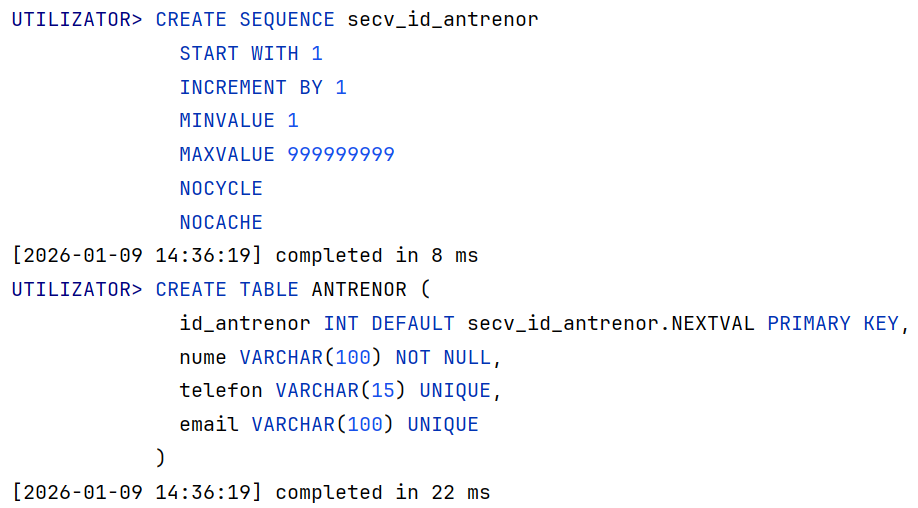 UTILIZATOR> CREATE SEQUENCE secv_id_antrenor
              START WITH 1
              INCREMENT BY 1
              MINVALUE 1
              MAXVALUE 999999999
              NOCYCLE
              NOCACHE
[2026-01-09 14:36:19] completed in 8 ms
UTILIZATOR> CREATE TABLE ANTRENOR (
              id_antrenor INT DEFAULT secv_id_antrenor.NEXTVAL PRIMARY KEY,
              nume VARCHAR(100) NOT NULL,
              telefon VARCHAR(15) UNIQUE,
              email VARCHAR(100) UNIQUE
            )
[2026-01-09 14:36:19] completed in 22 ms